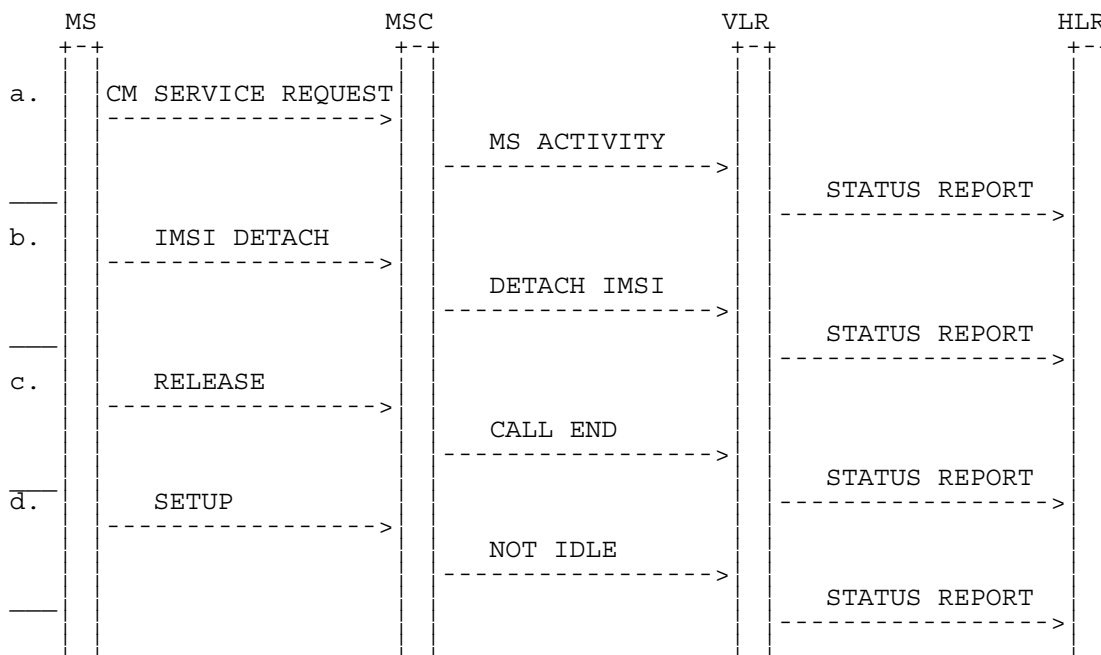 MS MSC VLR HLR
a. CM SERVICE REQUEST
MS ACTIVITY
STATUS REPORT
b. IMSI DETACH
DETACH IMSI
STATUS REPORT
c. RELEASE
CALL END
STATUS REPORT
d. SETUP
NOT IDLE
STATUS REPORT